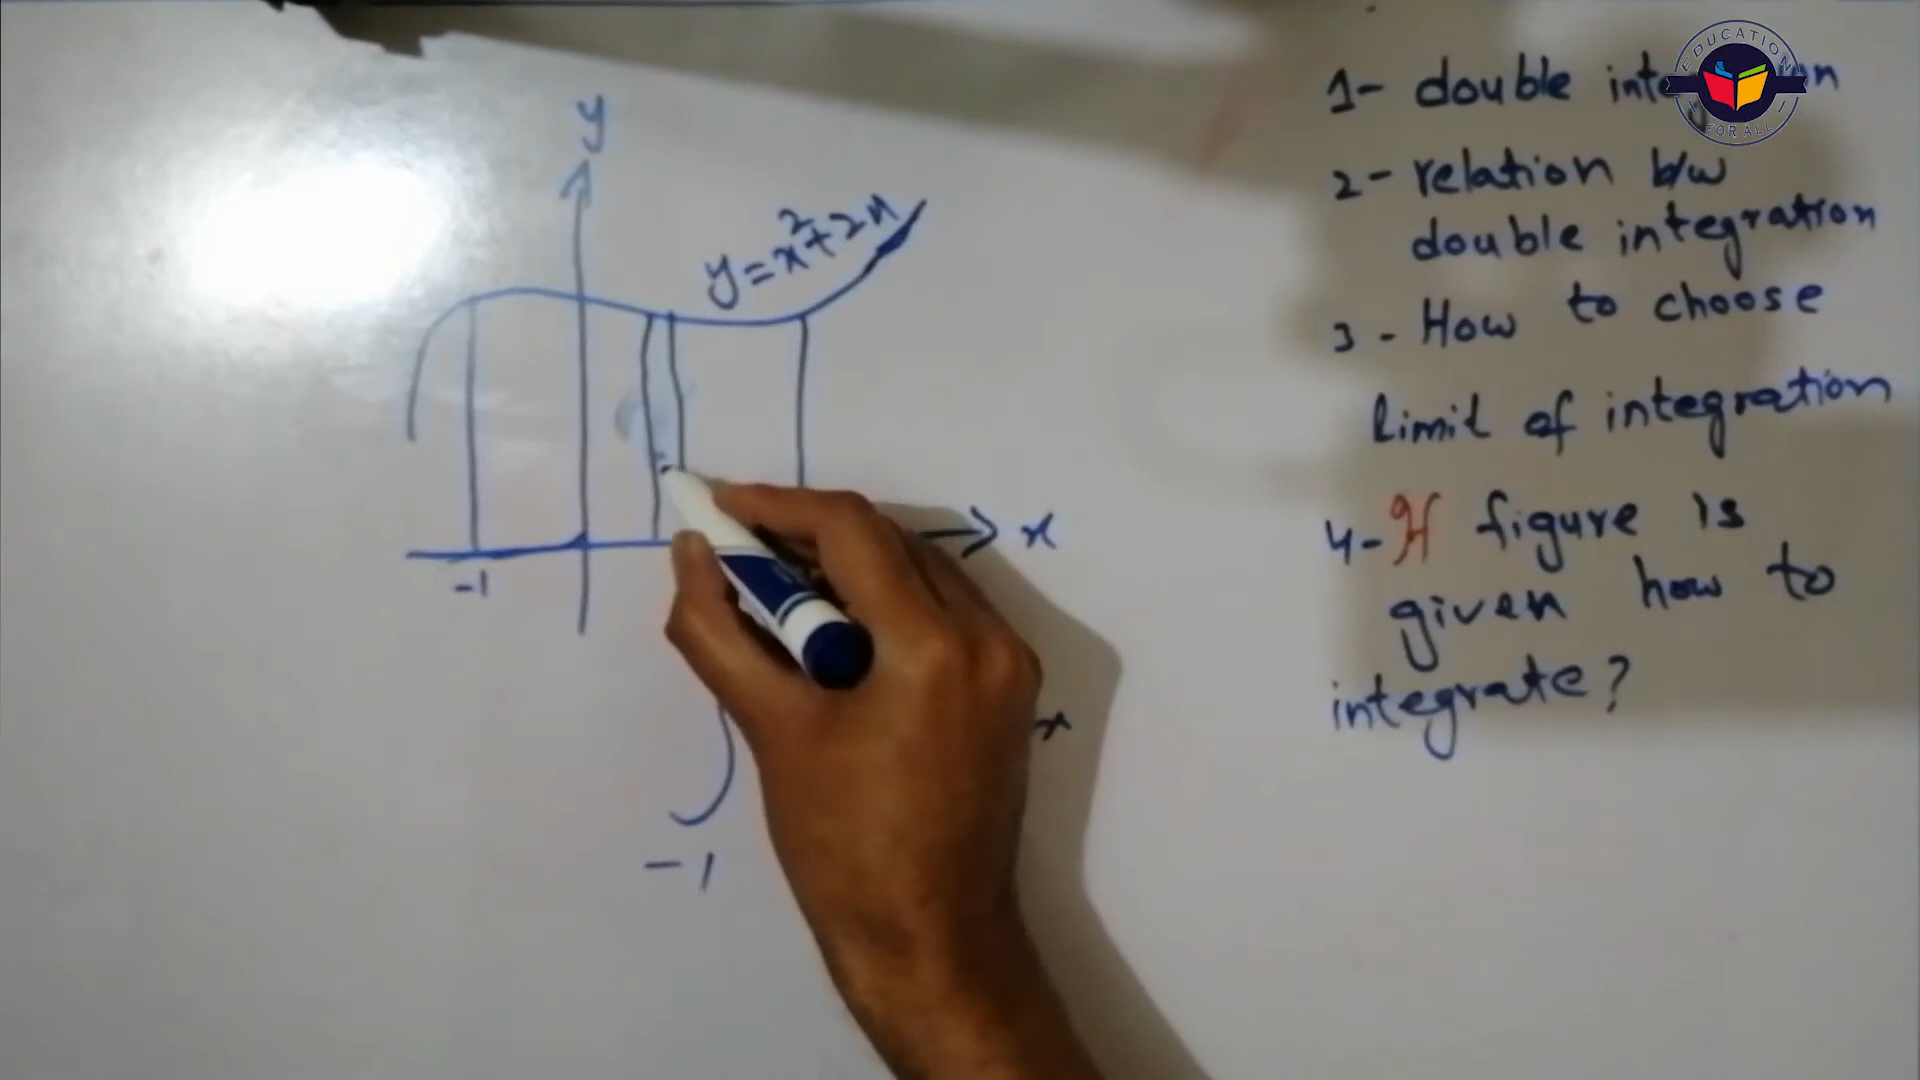 y
y = x² + 2x
x
-1
x
-1
1- double
2- relation b/w
double integration
3 - How to choose
limit of integration
4- If figure is
given how to
integrate?
EDUCATION
FOR ALL